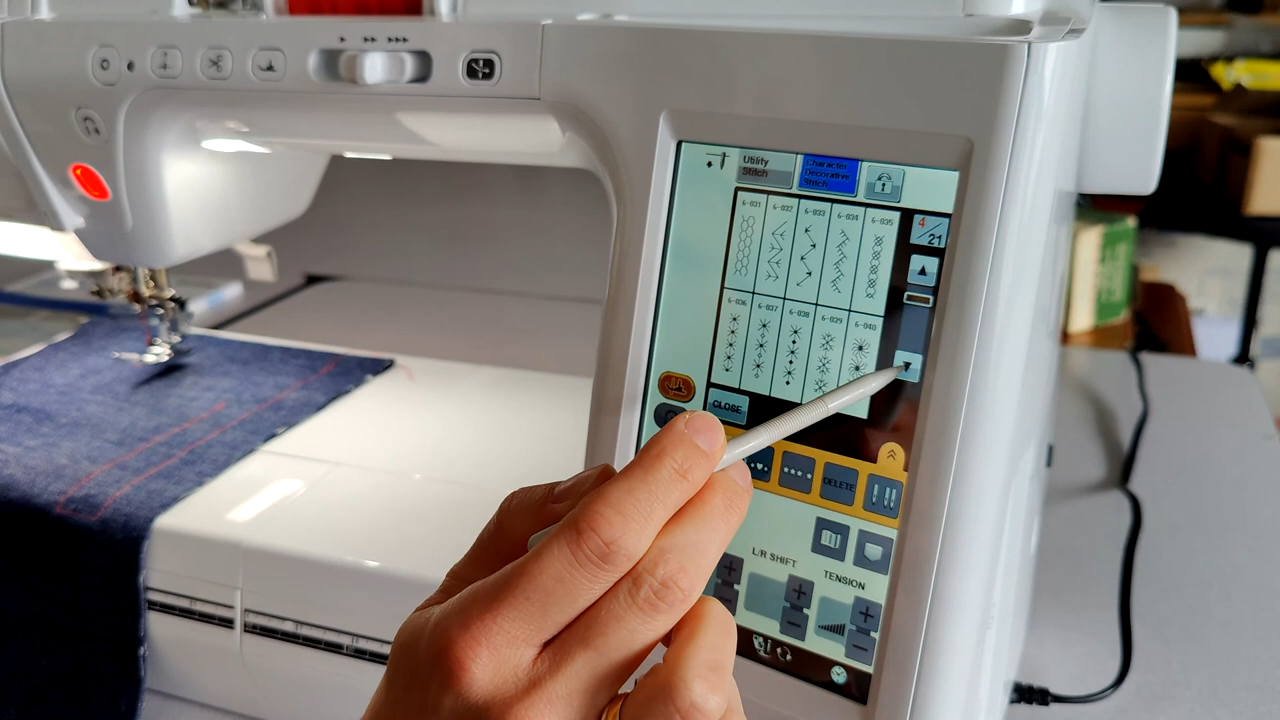 Utility
Stitch
Character
Decorative
Stitch
6-031
6-032
6-033
6-034
6-035
4/21
6-036
6-037
6-038
6-039
6-040
CLOSE
DELETE
L/R SHIFT
TENSION